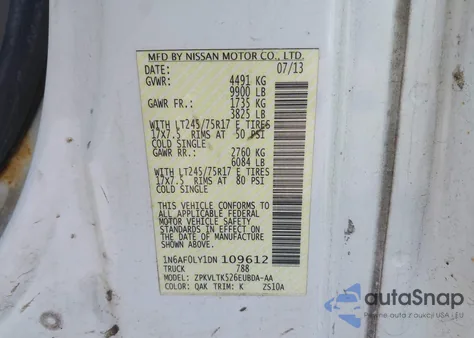 MFD BY NISSAN MOTOR CO., LTD.
DATE: 07/13
GVWR: 4491 KG
9900 LB
GAWR FR.: 1735 KG
3825 LB
WITH LT245/75R17 E TIRES
17X7.5 RIMS AT 50 PSI
COLD SINGLE
GAWR RR.: 2760 KG
6084 LB
WITH LT245/75R17 E TIRES
17X7.5 RIMS AT 80 PSI
COLD SINGLE
THIS VEHICLE CONFORMS TO
ALL APPLICABLE FEDERAL
MOTOR VEHICLE SAFETY
STANDARDS IN EFFECT ON THE
DATE OF MANUFACTURE
SHOWN ABOVE.
1N6AF0LY1DN 109612
TRUCK 788
MODEL: ZPKVLTKS26EUBDA-AA
COLOR: QAK TRIM: K ZS10A
autoSnap
Pewne auta z USA i EU